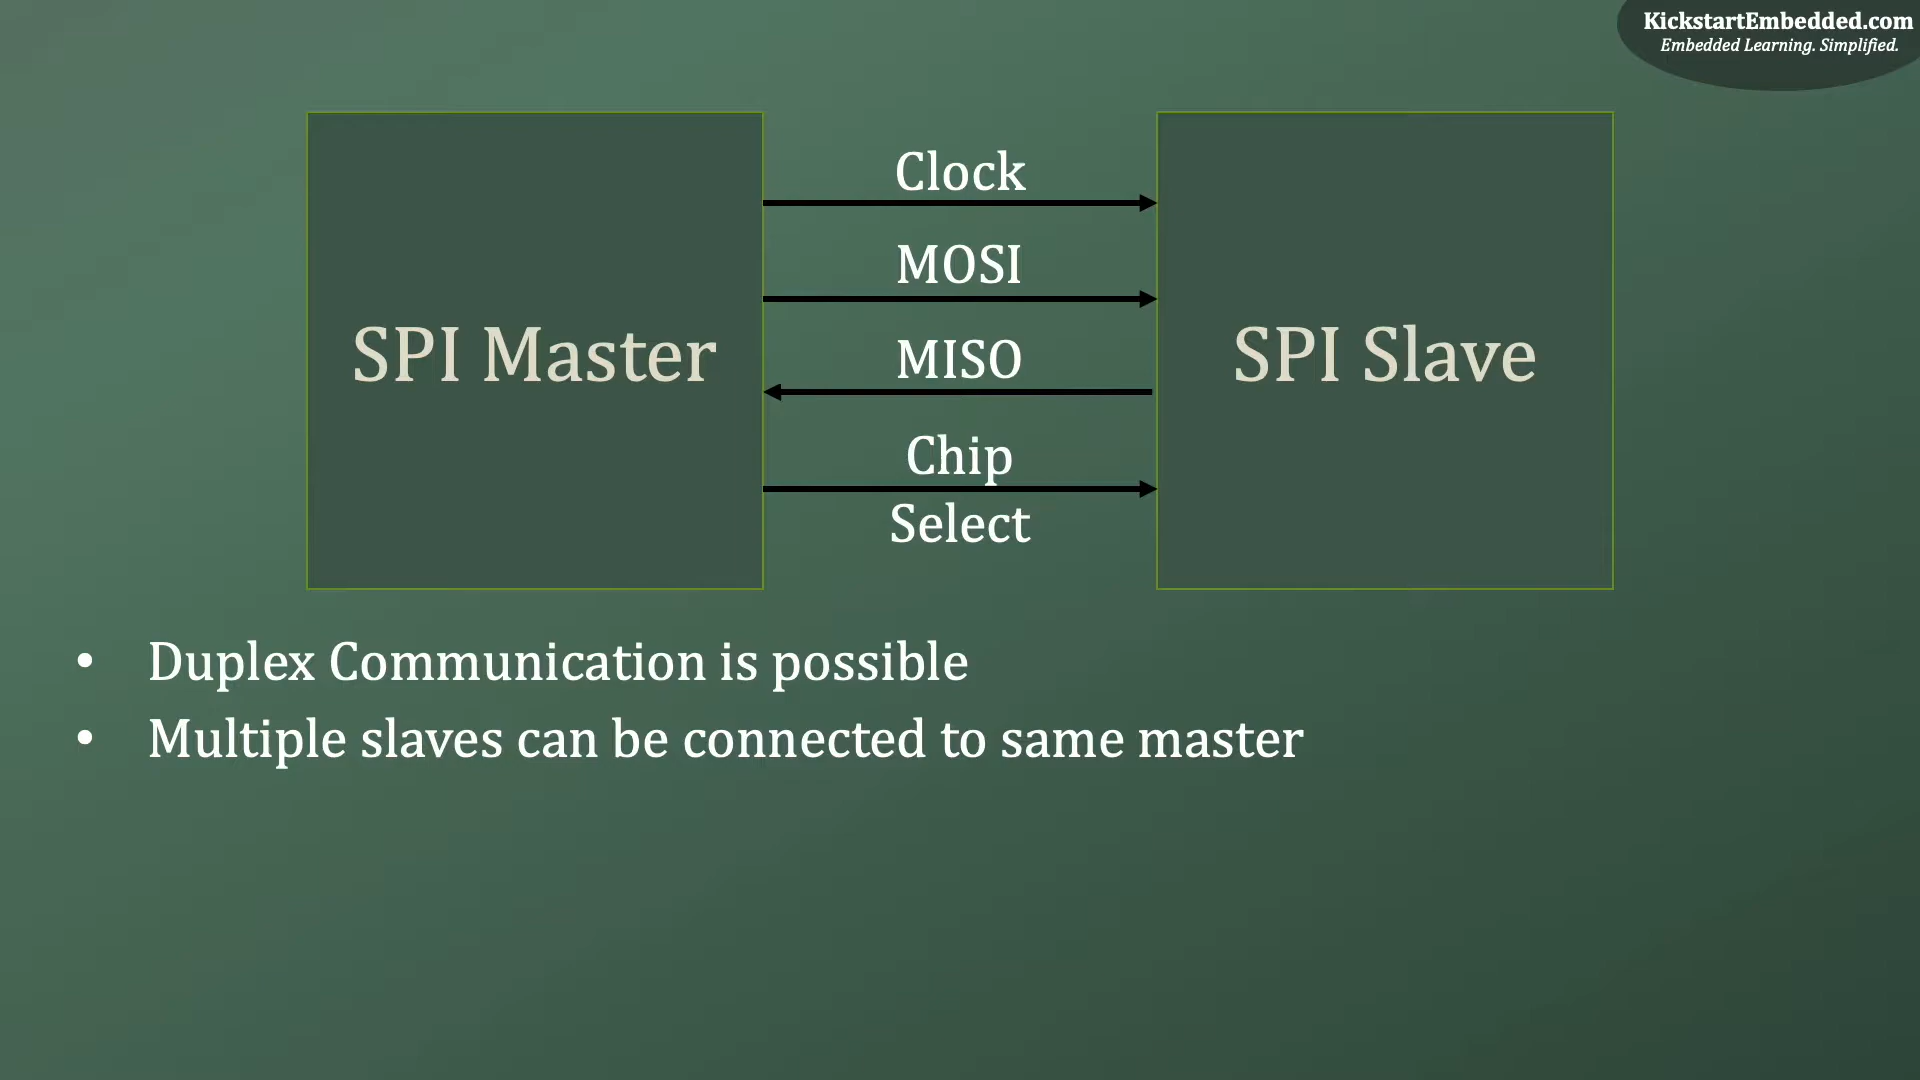 KickstartEmbedded.com
Embedded Learning. Simplified.
Clock
MOSI
SPI Master
MISO
SPI Slave
Chip
Select
• Duplex Communication is possible
• Multiple slaves can be connected to same master